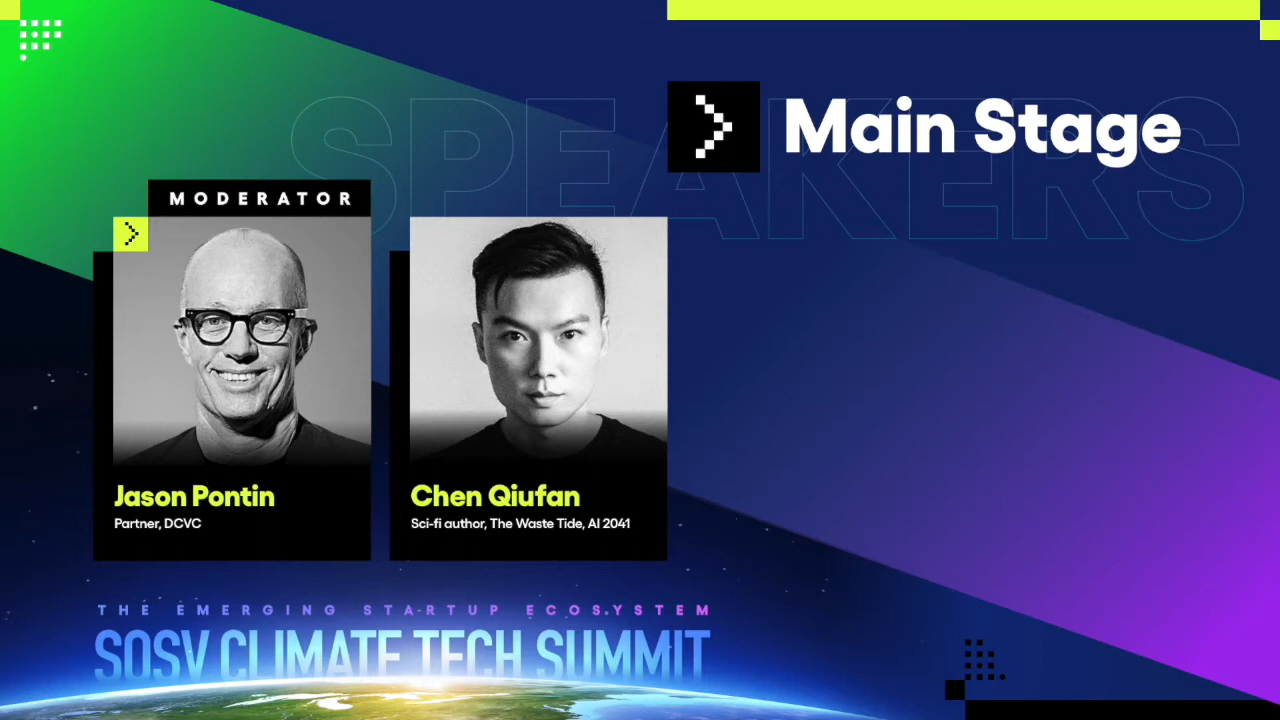 SPEAKERS
Main Stage
MODERATOR
Jason Pontin
Partner, DCVC
Chen Qiufan
Sci-fi author, The Waste Tide, AI 2041
THE EMERGING STARTUP ECOSYSTEM
SOSV CLIMATE TECH SUMMIT